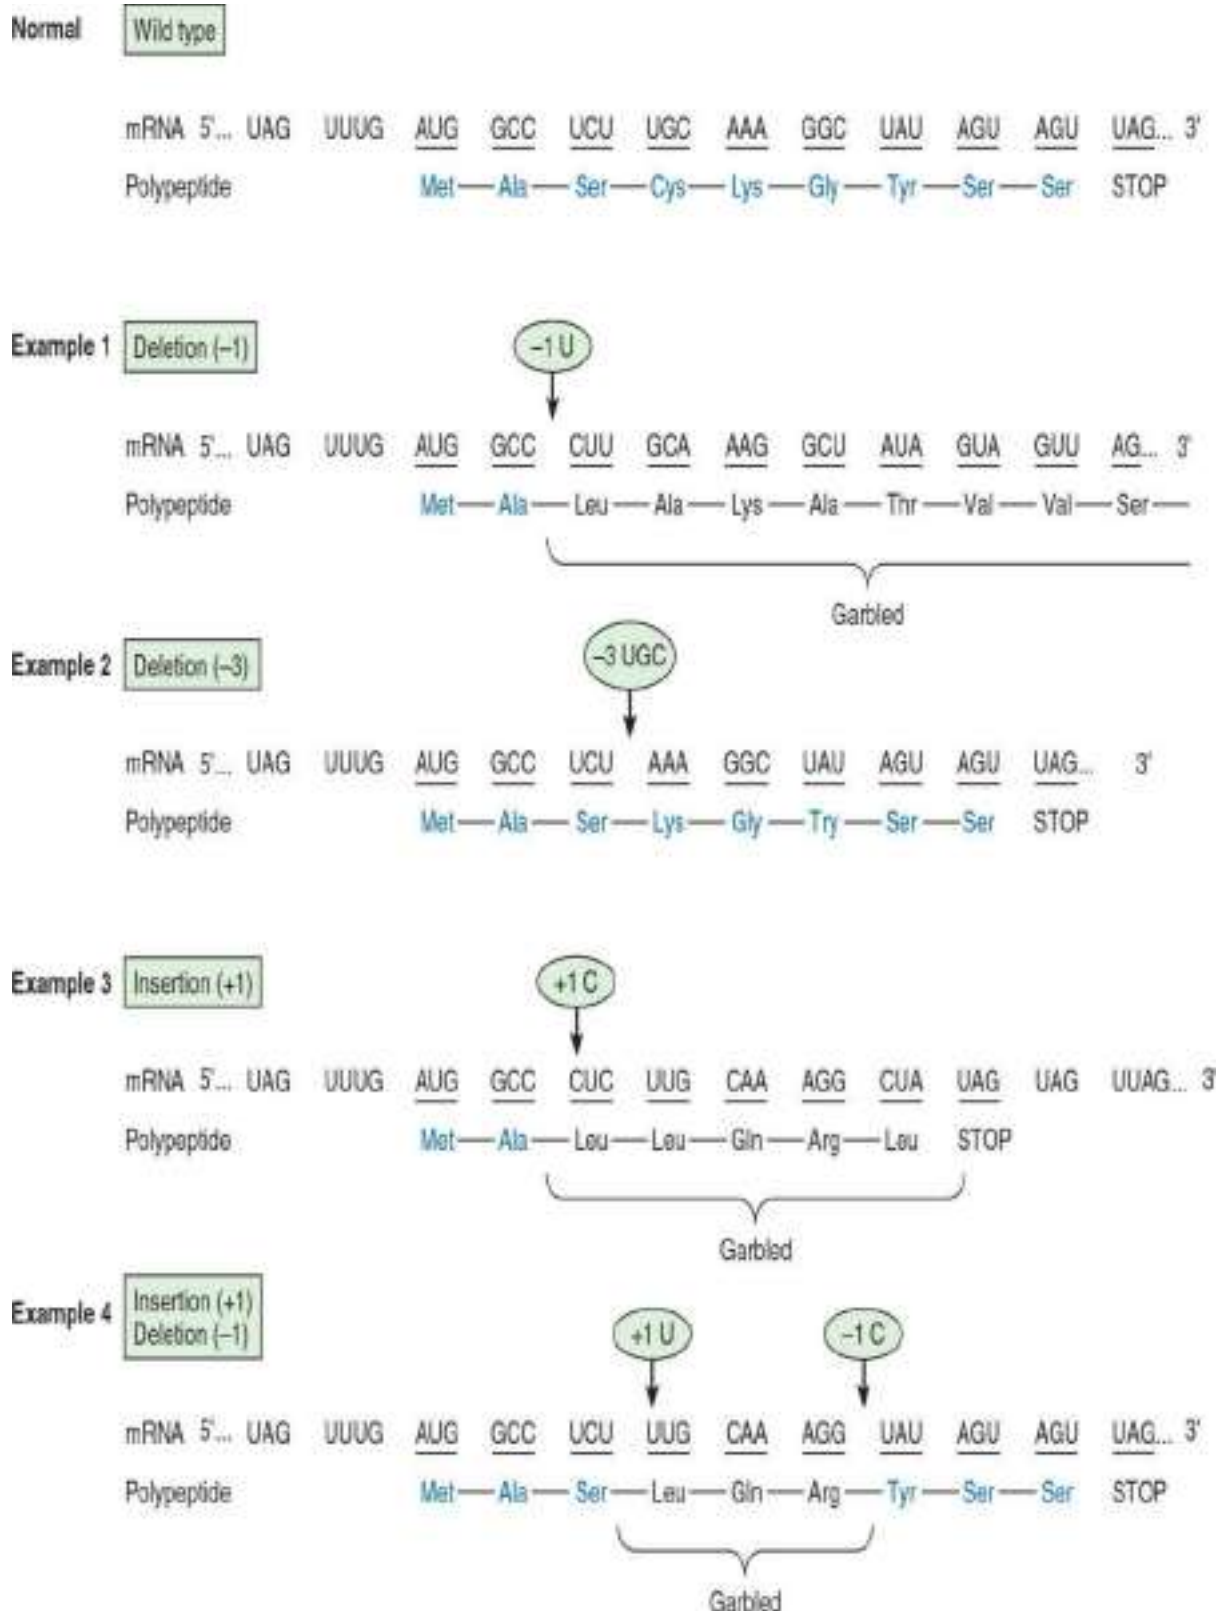 Normal Wild type
mRNA 5'... UAG UUUG AUG GCC UCU UGC AAA GGC UAU AGU AGU UAG... 3'
Polypeptide Met — Ala — Ser — Cys — Lys — Gly — Tyr — Ser — Ser STOP
Example 1 Deletion (–1) –1 U
mRNA 5'... UAG UUUG AUG GCC CUU GCA AAG GCU AUA GUA GUU AG... 3'
Polypeptide Met — Ala — Leu — Ala — Lys — Ala — Thr — Val — Val — Ser —
Garbled
Example 2 Deletion (–3) –3 UGC
mRNA 5'... UAG UUUG AUG GCC UCU AAA GGC UAU AGU AGU UAG... 3'
Polypeptide Met — Ala — Ser — Lys — Gly — Try — Ser — Ser STOP
Example 3 Insertion (+1) +1 C
mRNA 5'... UAG UUUG AUG GCC CUC UUG CAA AGG CUA UAG UAG UUAG... 3'
Polypeptide Met — Ala — Leu — Leu — Gln — Arg — Leu STOP
Garbled
Example 4 Insertion (+1) +1 U –1 C
Deletion (–1)
mRNA 5'... UAG UUUG AUG GCC UCU UUG CAA AGG UAU AGU AGU UAG... 3'
Polypeptide Met — Ala — Ser — Leu — Gln — Arg — Tyr — Ser — Ser STOP
Garbled